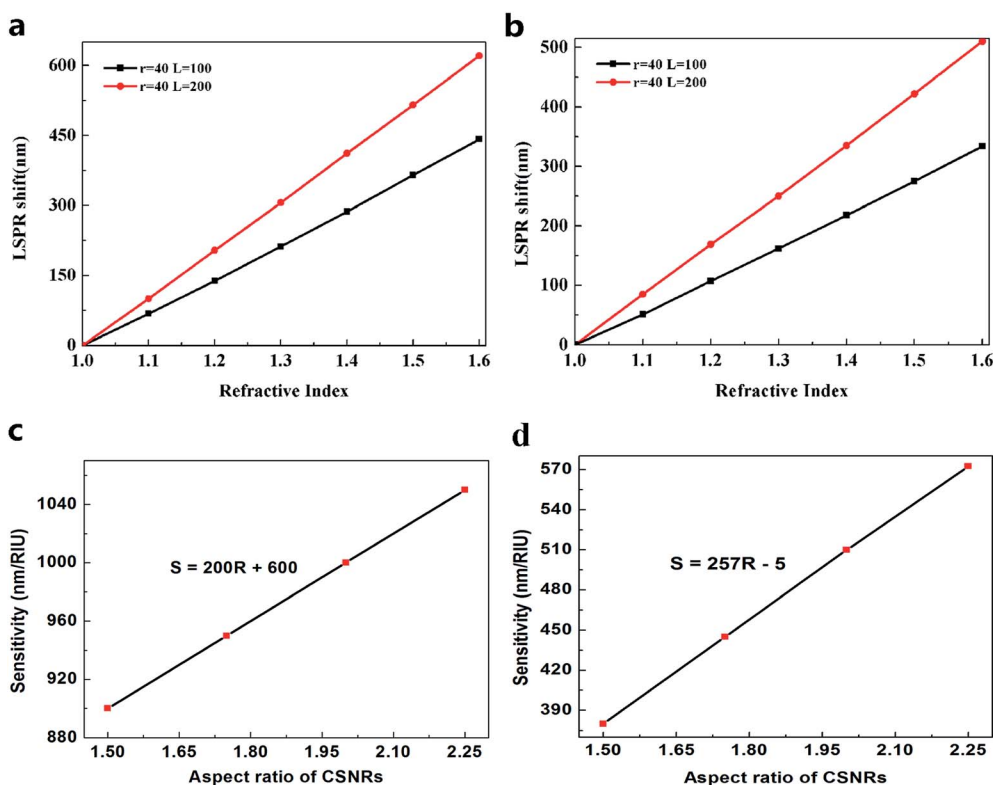 a
r=40 L=100
r=40 L=200
LSPR shift(nm)
600
450
300
150
0
1.0 1.1 1.2 1.3 1.4 1.5 1.6
Refractive Index
b
r=40 L=100
r=40 L=200
LSPR shift(nm)
500
400
300
200
100
0
1.0 1.1 1.2 1.3 1.4 1.5 1.6
Refractive Index
c
S = 200R + 600
Sensitivity (nm/RIU)
1040
1000
960
920
880
1.50 1.65 1.80 1.95 2.10 2.25
Aspect ratio of CSNRs
d
S = 257R - 5
Sensitivity (nm/RIU)
570
540
510
480
450
420
390
1.50 1.65 1.80 1.95 2.10 2.25
Aspect ratio of CSNRs